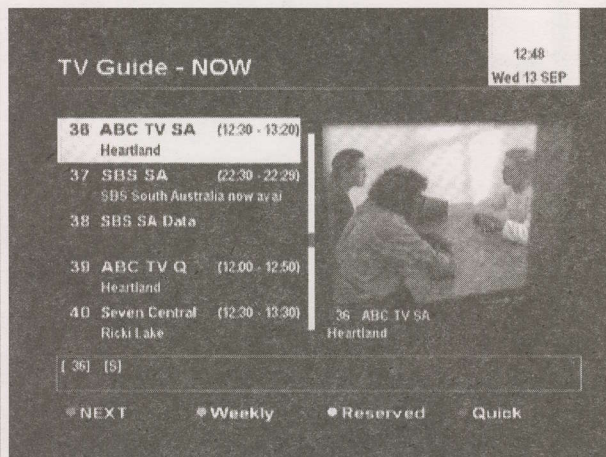 TV Guide - NOW
12:48
Wed 13 SEP
36 ABC TV SA (12:30 - 13:20)
Heartland
37 SBS SA (22:30 - 22:29)
SBS South Australia now avai
38 SBS SA Data
39 ABC TV Q (12:00 - 12:50)
Heartland
40 Seven Central (12:30 - 13:30)
Ricki Lake
36 ABC TV SA
Heartland
[ 36] [S]
NEXT Weekly Reserved Quick